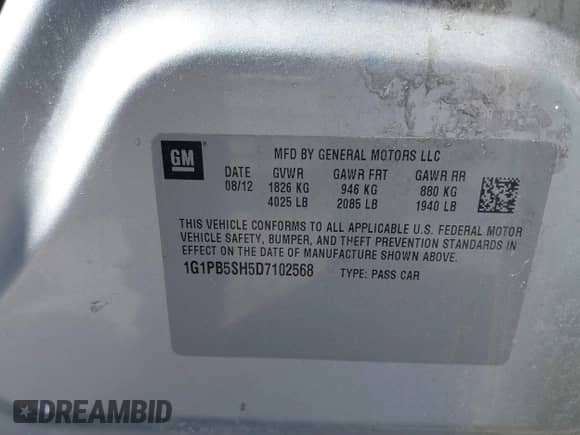 GM
MFD BY GENERAL MOTORS LLC
DATE GVWR GAWR FRT GAWR RR
08/12 1826 KG 946 KG 880 KG
4025 LB 2085 LB 1940 LB
THIS VEHICLE CONFORMS TO ALL APPLICABLE U.S. FEDERAL MOTOR
VEHICLE SAFETY, BUMPER, AND THEFT PREVENTION STANDARDS IN
EFFECT ON THE DATE OF MANUFACTURE SHOWN ABOVE.
1G1PB5SH5D7102568 TYPE: PASS CAR
DREAMBID